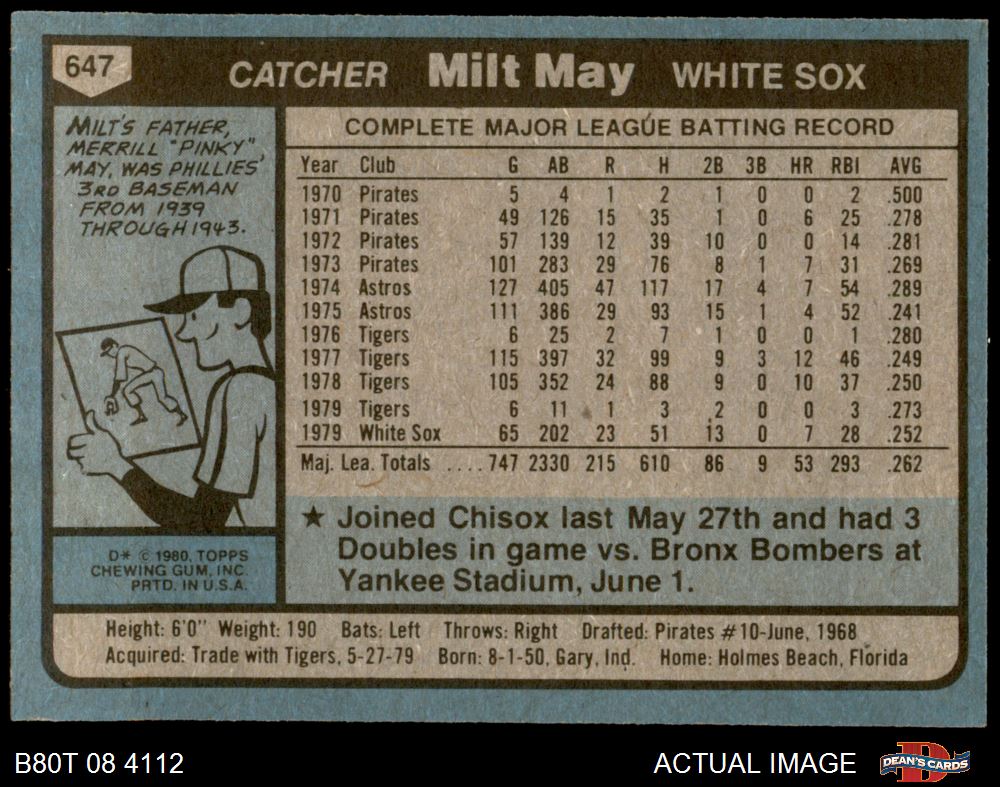 647 CATCHER Milt May WHITE SOX
MILT'S FATHER,
MERRILL "PINKY"
MAY, WAS PHILLIES'
3RD BASEMAN
FROM 1939
THROUGH 1943.
D* © 1980, TOPPS
CHEWING GUM, INC.
PRTD. IN U.S.A.
COMPLETE MAJOR LEAGUE BATTING RECORD
Year Club G AB R H 2B 3B HR RBI AVG
1970 Pirates 5 4 1 2 1 0 0 2 .500
1971 Pirates 49 126 15 35 1 0 6 25 .278
1972 Pirates 57 139 12 39 10 0 0 14 .281
1973 Pirates 101 283 29 76 8 1 7 31 .269
1974 Astros 127 405 47 117 17 4 7 54 .289
1975 Astros 111 386 29 93 15 1 4 52 .241
1976 Tigers 6 25 2 7 1 0 0 1 .280
1977 Tigers 115 397 32 99 9 3 12 46 .249
1978 Tigers 105 352 24 88 9 0 10 37 .250
1979 Tigers 6 11 1 3 2 0 0 3 .273
1979 White Sox 65 202 23 51 13 0 7 28 .252
Maj. Lea. Totals ....747 2330 215 610 86 9 53 293 .262
★ Joined Chisox last May 27th and had 3
Doubles in game vs. Bronx Bombers at
Yankee Stadium, June 1.
Height: 6'0" Weight: 190 Bats: Left Throws: Right Drafted: Pirates #10-June, 1968
Acquired: Trade with Tigers, 5-27-79 Born: 8-1-50, Gary, Ind. Home: Holmes Beach, Florida
B80T 08 4112 ACTUAL IMAGE DEAN'S CARDS